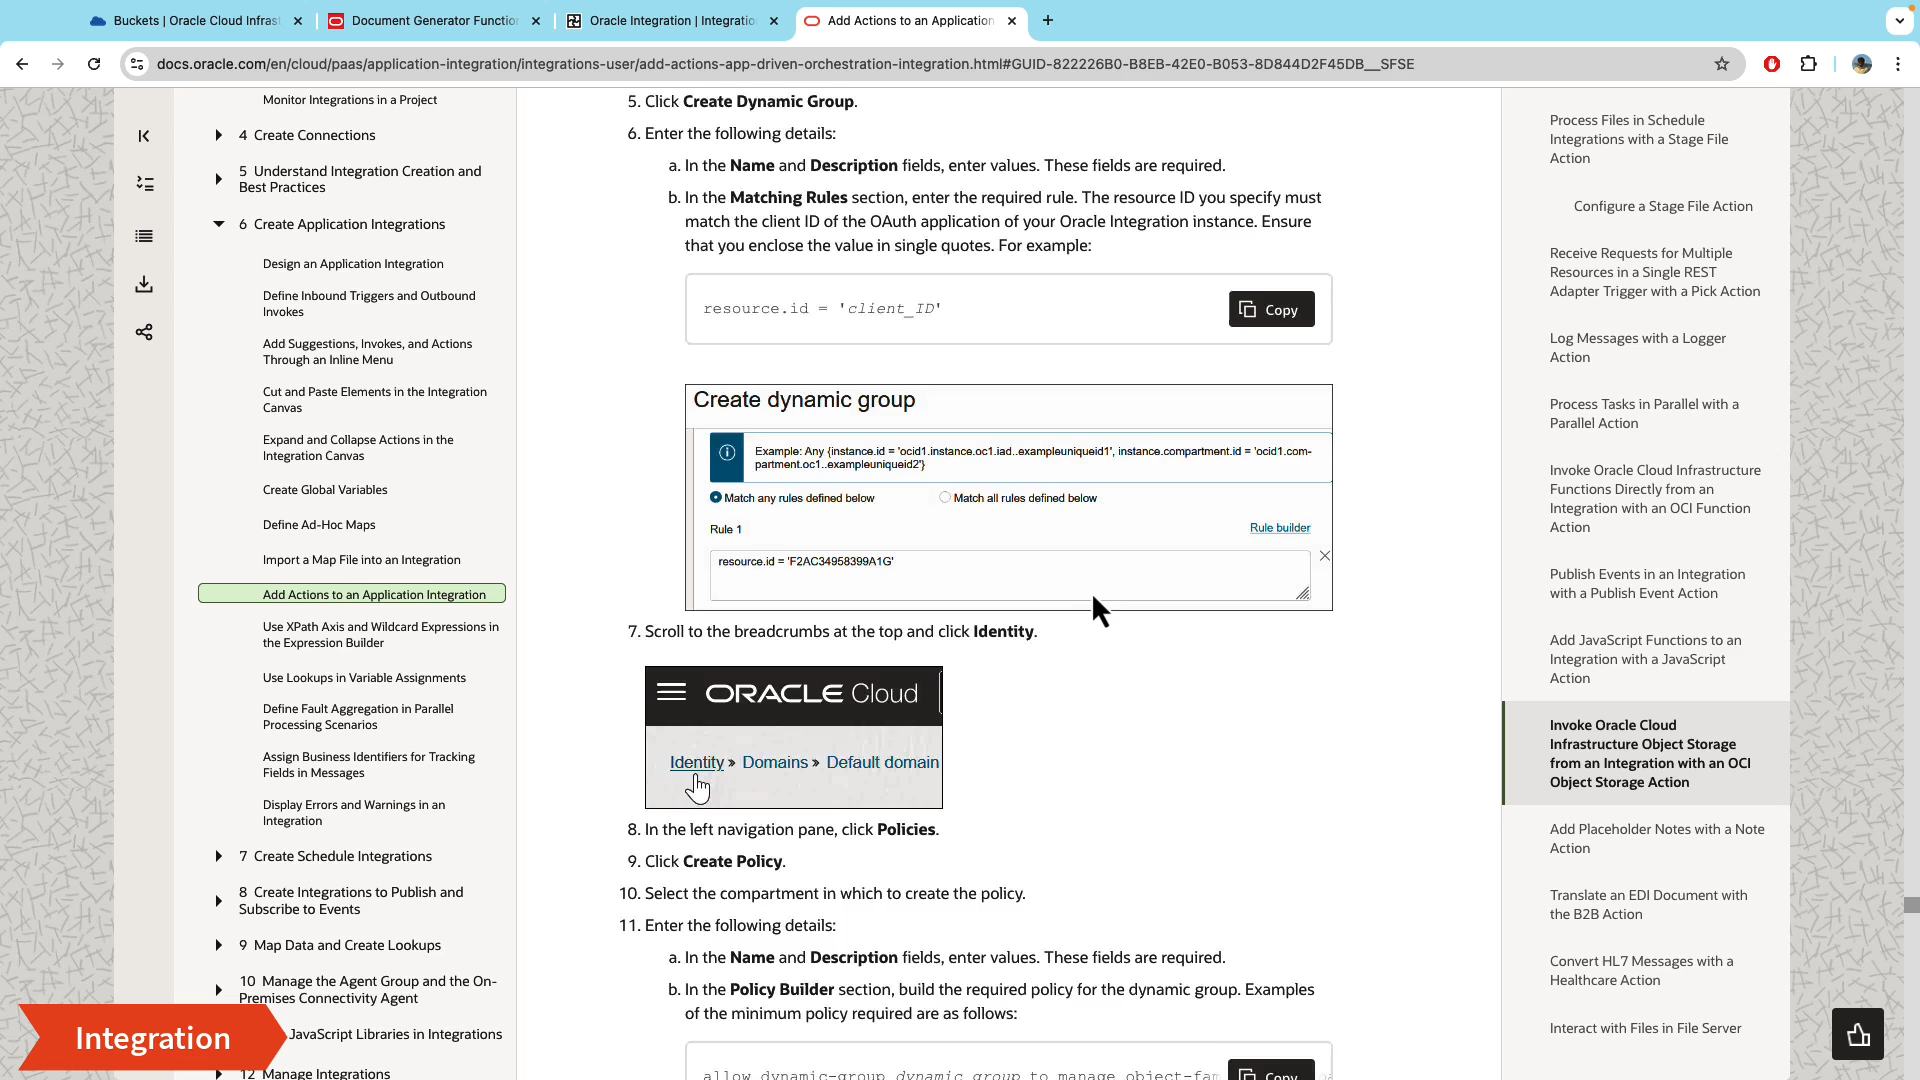 Buckets | Oracle Cloud Infras
Document Generator Functio
Oracle Integration | Integratio
Add Actions to an Application
docs.oracle.com/en/cloud/paas/application-integration/integrations-user/add-actions-app-driven-orchestration-integration.html#GUID-822226B0-B8EB-42E0-B053-8D844D2F45DB__SFSE
Monitor Integrations in a Project
4 Create Connections
5 Understand Integration Creation and
Best Practices
6 Create Application Integrations
Design an Application Integration
Define Inbound Triggers and Outbound
Invokes
Add Suggestions, Invokes, and Actions
Through an Inline Menu
Cut and Paste Elements in the Integration
Canvas
Expand and Collapse Actions in the
Integration Canvas
Create Global Variables
Define Ad-Hoc Maps
Import a Map File into an Integration
Add Actions to an Application Integration
Use XPath Axis and Wildcard Expressions in
the Expression Builder
Use Lookups in Variable Assignments
Define Fault Aggregation in Parallel
Processing Scenarios
Assign Business Identifiers for Tracking
Fields in Messages
Display Errors and Warnings in an
Integration
7 Create Schedule Integrations
8 Create Integrations to Publish and
Subscribe to Events
9 Map Data and Create Lookups
10 Manage the Agent Group and the On-
Premises Connectivity Agent
JavaScript Libraries in Integrations
12 Manage Integrations
Integration
5. Click Create Dynamic Group.
6. Enter the following details:
a. In the Name and Description fields, enter values. These fields are required.
b. In the Matching Rules section, enter the required rule. The resource ID you specify must
match the client ID of the OAuth application of your Oracle Integration instance. Ensure
that you enclose the value in single quotes. For example:
resource.id = 'client_ID'
Copy
Create dynamic group
Example: Any {instance.id = 'ocid1.instance.oc1.iad..exampleuniqueid1', instance.compartment.id = 'ocid1.com-
partment.oc1..exampleuniqueid2'}
Match any rules defined below
Match all rules defined below
Rule 1
Rule builder
resource.id = 'F2AC34958399A1G'
7. Scroll to the breadcrumbs at the top and click Identity.
ORACLE Cloud
Identity » Domains » Default domain
8. In the left navigation pane, click Policies.
9. Click Create Policy.
10. Select the compartment in which to create the policy.
11. Enter the following details:
a. In the Name and Description fields, enter values. These fields are required.
b. In the Policy Builder section, build the required policy for the dynamic group. Examples
of the minimum policy required are as follows:
allow dynamic-group dynamic_group to manage object-fam
Copy
Process Files in Schedule
Integrations with a Stage File
Action
Configure a Stage File Action
Receive Requests for Multiple
Resources in a Single REST
Adapter Trigger with a Pick Action
Log Messages with a Logger
Action
Process Tasks in Parallel with a
Parallel Action
Invoke Oracle Cloud Infrastructure
Functions Directly from an
Integration with an OCI Function
Action
Publish Events in an Integration
with a Publish Event Action
Add JavaScript Functions to an
Integration with a JavaScript
Action
Invoke Oracle Cloud
Infrastructure Object Storage
from an Integration with an OCI
Object Storage Action
Add Placeholder Notes with a Note
Action
Translate an EDI Document with
the B2B Action
Convert HL7 Messages with a
Healthcare Action
Interact with Files in File Server